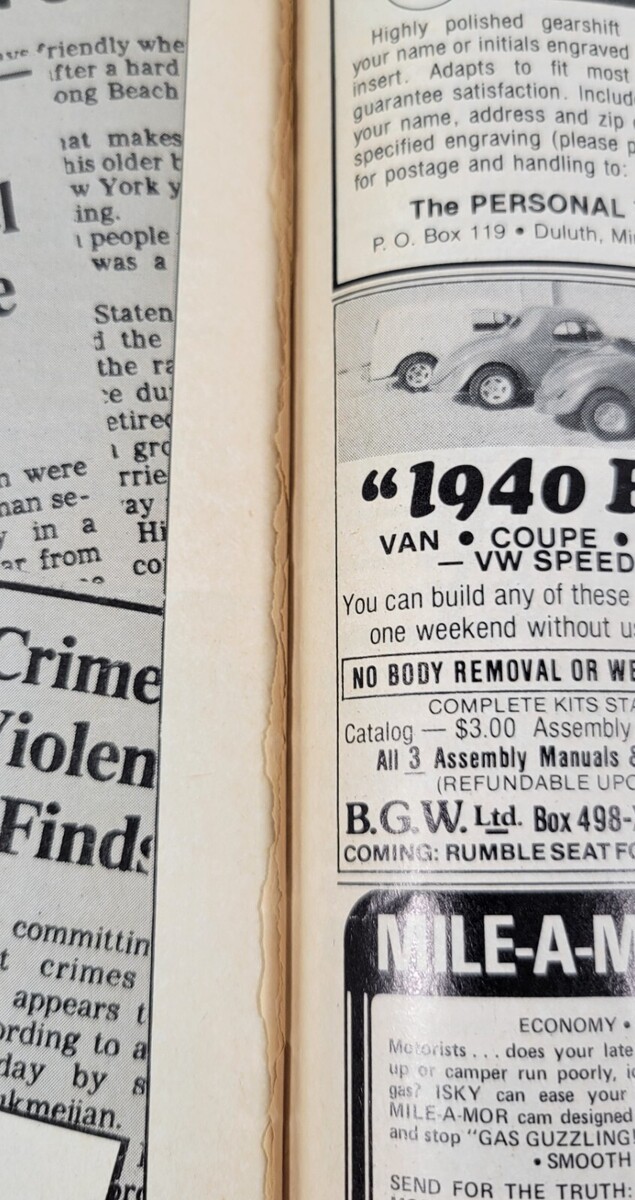 friendly whe
fter a hard
ong Beach
at makes
his older
w York y
ing.
people
was a
Staten
the
the ra
du
etired
gro
were
rrie
man se-
ay
in a
Hi
from
co
Crime
Violen
Finds
committin
t crimes
appears t
ording to a
day by s
ukmejian.
Highly polished gearshift
your name or initials engraved
insert. Adapts to fit most
guarantee satisfaction. Includ
your name, address and zip
specified engraving (please p
for postage and handling to:
The PERSONAL
P. O. Box 119 • Duluth, Mi
“1940 F
VAN • COUPE •
— VW SPEED
You can build any of these
one weekend without us
NO BODY REMOVAL OR WE
COMPLETE KITS STA
Catalog — $3.00 Assembly
All 3 Assembly Manuals &
(REFUNDABLE UPO
B.G.W. Ltd. Box 498-
COMING: RUMBLE SEAT FO
MILE-A-M
ECONOMY •
Motorists . . . does your late
up or camper run poorly, id
gas? ISKY can ease your
MILE-A-MOR cam designed
and stop "GAS GUZZLING!
• SMOOTH
SEND FOR THE TRUTH: